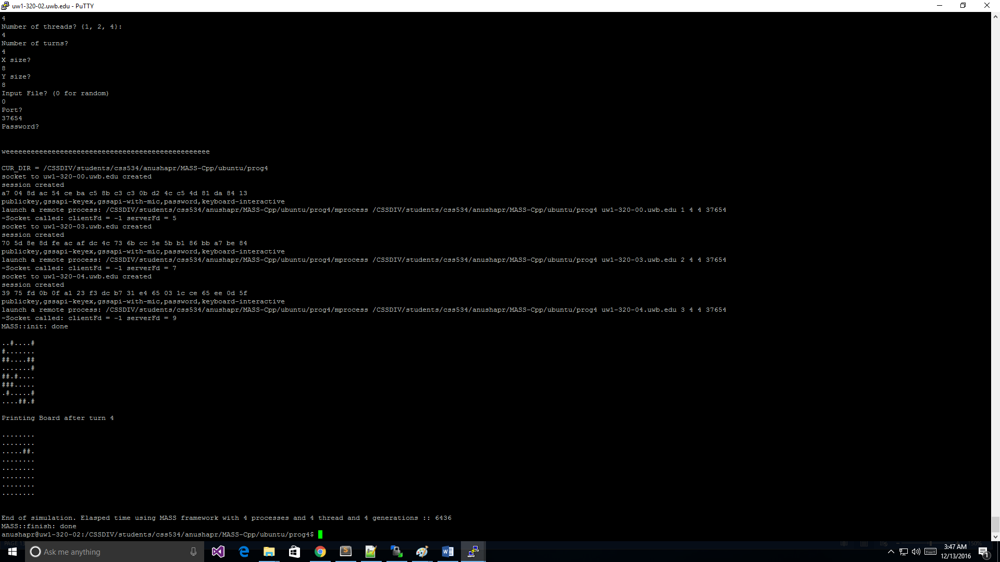 uw1-320-02.uwb.edu - PuTTY
4
Number of threads? {1, 2, 4}:
4
Number of turns?
4
X size?
8
Y size?
8
Input File? (0 for random)
0
Port?
37654
Password?
weeeeeeeeeeeeeeeeeeeeeeeeeeeeeeeeeeeeeeeeeeeeeeeee
CUR_DIR = /CSSDIV/students/css534/anushapr/MASS-Cpp/ubuntu/prog4
socket to uw1-320-00.uwb.edu created
session created
a7 04 8d ac 54 ce ba c5 8b c3 c3 0b d2 4c c5 4d 81 da 84 13
publickey,gssapi-keyex,gssapi-with-mic,password,keyboard-interactive
launch a remote process: /CSSDIV/students/css534/anushapr/MASS-Cpp/ubuntu/prog4/mprocess /CSSDIV/students/css534/anushapr/MASS-Cpp/ubuntu/prog4 uw1-320-00.uwb.edu 1 4 4 37654
~Socket called: clientFd = -1 serverFd = 5
socket to uw1-320-03.uwb.edu created
session created
70 5d 8e 8d fe ac af dc 4c 73 6b cc 5e 5b b1 86 bb a7 be 84
publickey,gssapi-keyex,gssapi-with-mic,password,keyboard-interactive
launch a remote process: /CSSDIV/students/css534/anushapr/MASS-Cpp/ubuntu/prog4/mprocess /CSSDIV/students/css534/anushapr/MASS-Cpp/ubuntu/prog4 uw1-320-03.uwb.edu 2 4 4 37654
~Socket called: clientFd = -1 serverFd = 7
socket to uw1-320-04.uwb.edu created
session created
39 75 fd 0b 0f a1 23 f3 dc b7 31 e4 65 03 1c ce 65 ee 0d 5f
publickey,gssapi-keyex,gssapi-with-mic,password,keyboard-interactive
launch a remote process: /CSSDIV/students/css534/anushapr/MASS-Cpp/ubuntu/prog4/mprocess /CSSDIV/students/css534/anushapr/MASS-Cpp/ubuntu/prog4 uw1-320-04.uwb.edu 3 4 4 37654
~Socket called: clientFd = -1 serverFd = 9
MASS::init: done
..#....#
#.......
##....##
.......#
##.#....
###.....
.#.....#
....##.#
Printing Board after turn 4
........
........
.....##.
........
........
........
........
........
End of simulation. Elasped time using MASS framework with 4 processes and 4 thread and 4 generations :: 6436
MASS::finish: done
anushapr@uw1-320-02:/CSSDIV/students/css534/anushapr/MASS-Cpp/ubuntu/prog4$
Ask me anything
3:47 AM
12/13/2016
1
150%